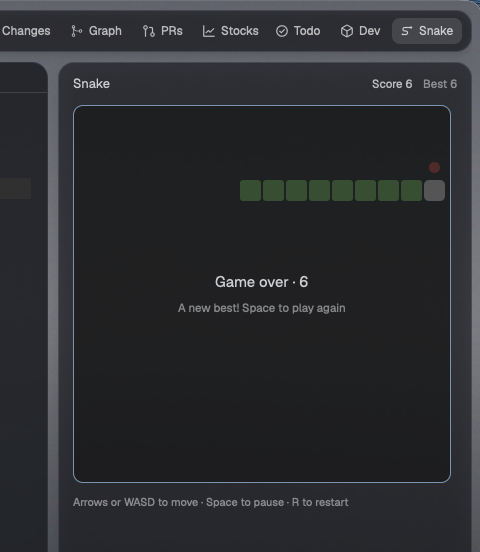 Changes Graph PRs Stocks Todo Dev Snake
Snake Score 6 Best 6
Game over · 6
A new best! Space to play again
Arrows or WASD to move · Space to pause · R to restart